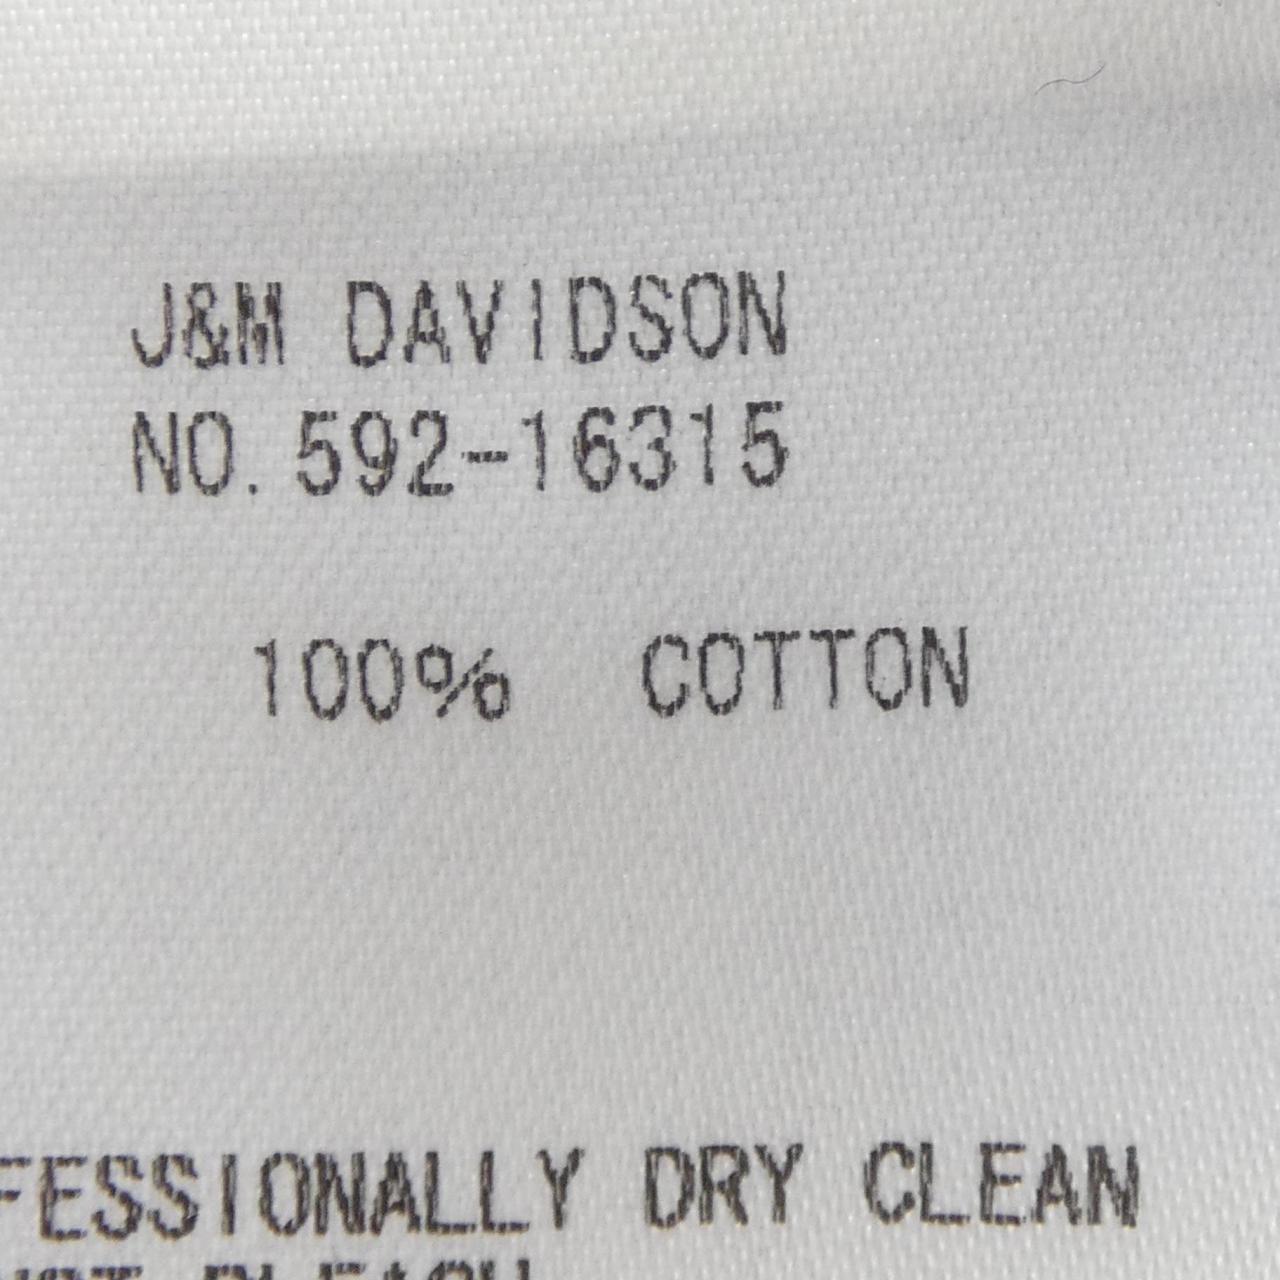 J&M DAVIDSON
NO.592-16315
100% COTTON
FESSIONALLY DRY CLEAN